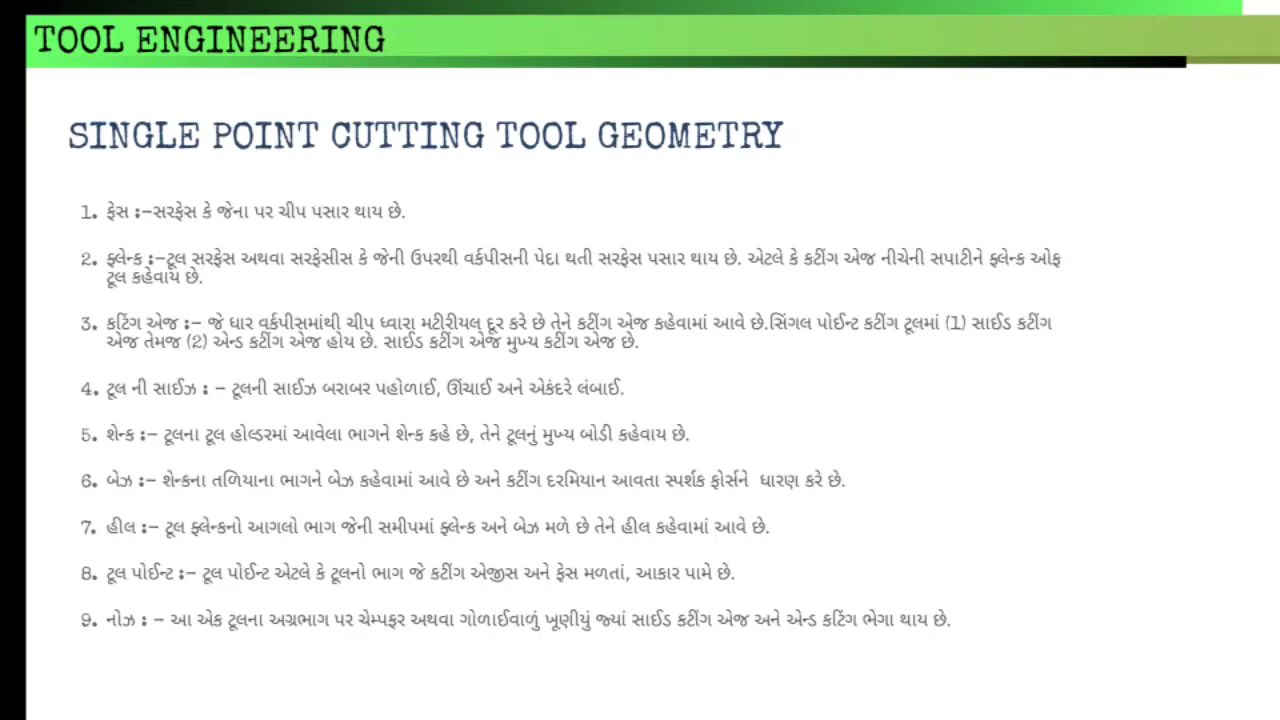 TOOL ENGINEERING
SINGLE POINT CUTTING TOOL GEOMETRY
1. ફેસ :-સરફેસ કે જેના પર ચીપ પસાર થાય છે.
2. ફ્લેન્ક :-ટૂલ સરફેસ અથવા સરફેસીસ કે જેની ઉપરથી વર્કપીસની પેદા થતી સરફેસ પસાર થાય છે. એટલે કે કટીંગ એજ નીચેની સપાટીને ફ્લેન્ક ઓફ
ટૂલ કહેવાય છે.
3. કટિંગ એજ :- જે ધાર વર્કપીસમાંથી ચીપ ધ્વારા મટીરીયલ દૂર કરે છે તેને કટીંગ એજ કહેવામાં આવે છે.સિંગલ પોઈન્ટ કટીંગ ટૂલમાં (1) સાઈડ કટીંગ
એજ તેમજ (2) એન્ડ કટીંગ એજ હોય છે. સાઈડ કટીંગ એજ મુખ્ય કટીંગ એજ છે.
4. ટૂલ ની સાઈઝ : - ટૂલની સાઈઝ બરાબર પહોળાઈ, ઊંચાઈ અને એકંદરે લંબાઈ.
5. શેન્ક :- ટૂલના ટૂલ હોલ્ડરમાં આવેલા ભાગને શેન્ક કહે છે, તેને ટૂલનું મુખ્ય બોડી કહેવાય છે.
6. બેઝ :- શેન્કના તળિયાના ભાગને બેઝ કહેવામાં આવે છે અને કટીંગ દરમિયાન આવતા સ્પર્શક ફોર્સને ધારણ કરે છે.
7. હીલ :- ટૂલ ફ્લેન્કનો આગલો ભાગ જેની સમીપમાં ફ્લેન્ક અને બેઝ મળે છે તેને હીલ કહેવામાં આવે છે.
8. ટૂલ પોઈન્ટ :- ટૂલ પોઈન્ટ એટલે કે ટૂલનો ભાગ જે કટીંગ એજીસ અને ફેસ મળતાં, આકાર પામે છે.
9. નોઝ : - આ એક ટૂલના અગ્રભાગ પર ચેમ્પફર અથવા ગોળાઈવાળું ખૂણીયું જ્યાં સાઈડ કટીંગ એજ અને એન્ડ કટિંગ ભેગા થાય છે.